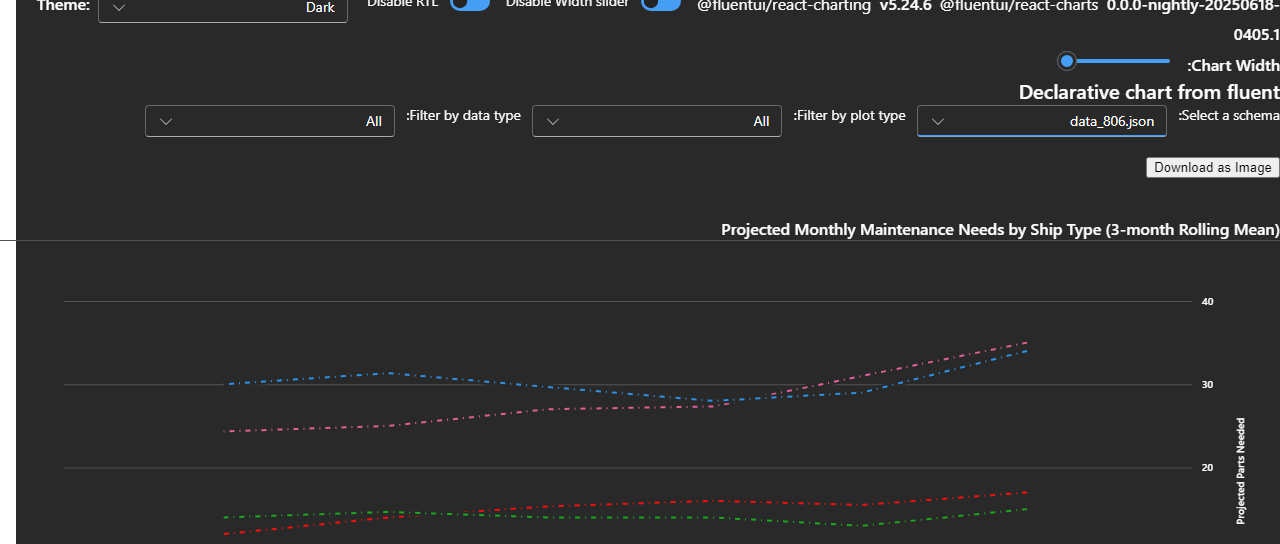 Theme: Dark Disable RTL Disable Width slider @fluentui/react-charting v5.24.6 @fluentui/react-charts 0.0.0-nightly-20250618-
0405.1
:Chart Width
Declarative chart from fluent
All :Filter by data type All :Filter by plot type data_806.json :Select a schema
Download as Image
Projected Monthly Maintenance Needs by Ship Type (3-month Rolling Mean)
40
30
20
Projected Parts Needed